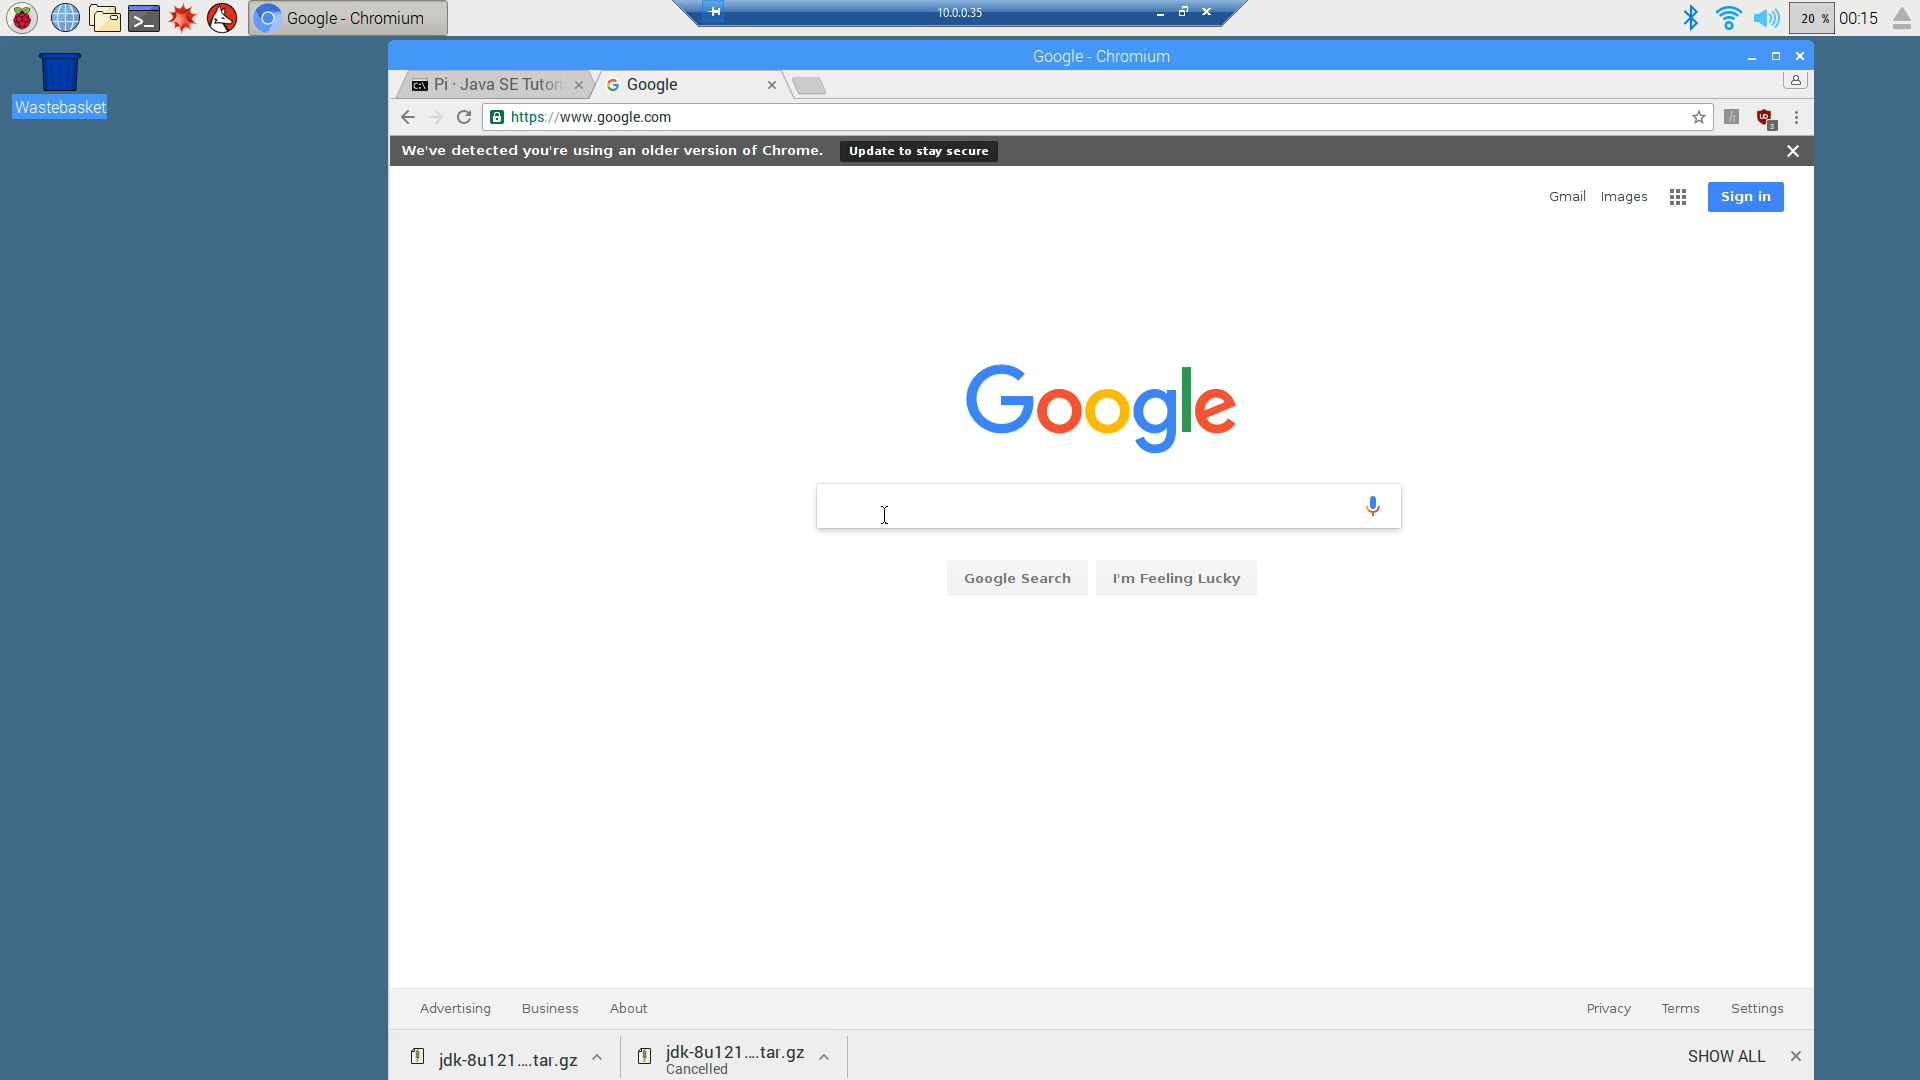 Google - Chromium
10.0.0.35
20 %
00:15
Wastebasket
Google - Chromium
Pi · Java SE Tutori
Google
https://www.google.com
We've detected you're using an older version of Chrome.
Update to stay secure
Gmail
Images
Sign in
Google
Google Search
I'm Feeling Lucky
Advertising
Business
About
Privacy
Terms
Settings
jdk-8u121....tar.gz
jdk-8u121....tar.gz
Cancelled
SHOW ALL